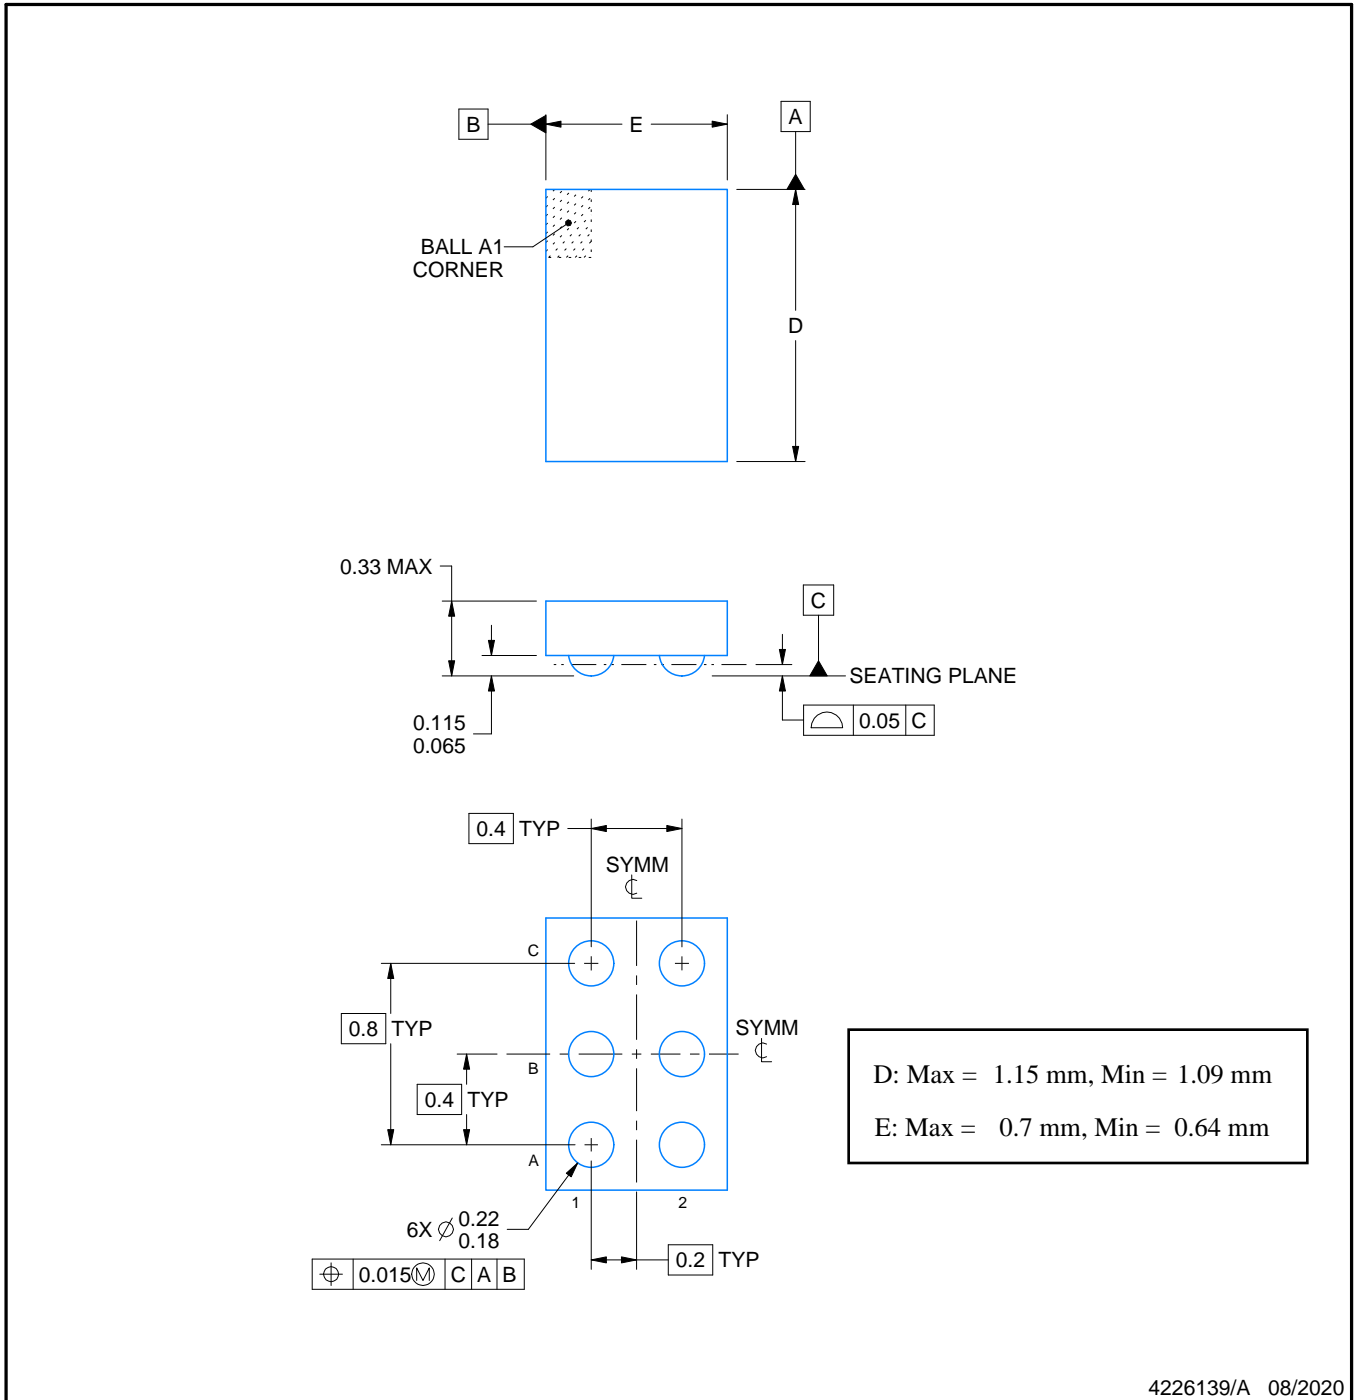 B
E
A
BALL A1
CORNER
D
0.33 MAX
C
SEATING PLANE
0.05 C
0.115
0.065
0.4 TYP
SYMM
C
0.8 TYP
SYMM
B
0.4 TYP
D: Max = 1.15 mm, Min = 1.09 mm
E: Max = 0.7 mm, Min = 0.64 mm
A
1 2
6X ⌀ 0.22
0.18
0.2 TYP
⌖ 0.015Ⓜ C A B
4226139/A 08/2020